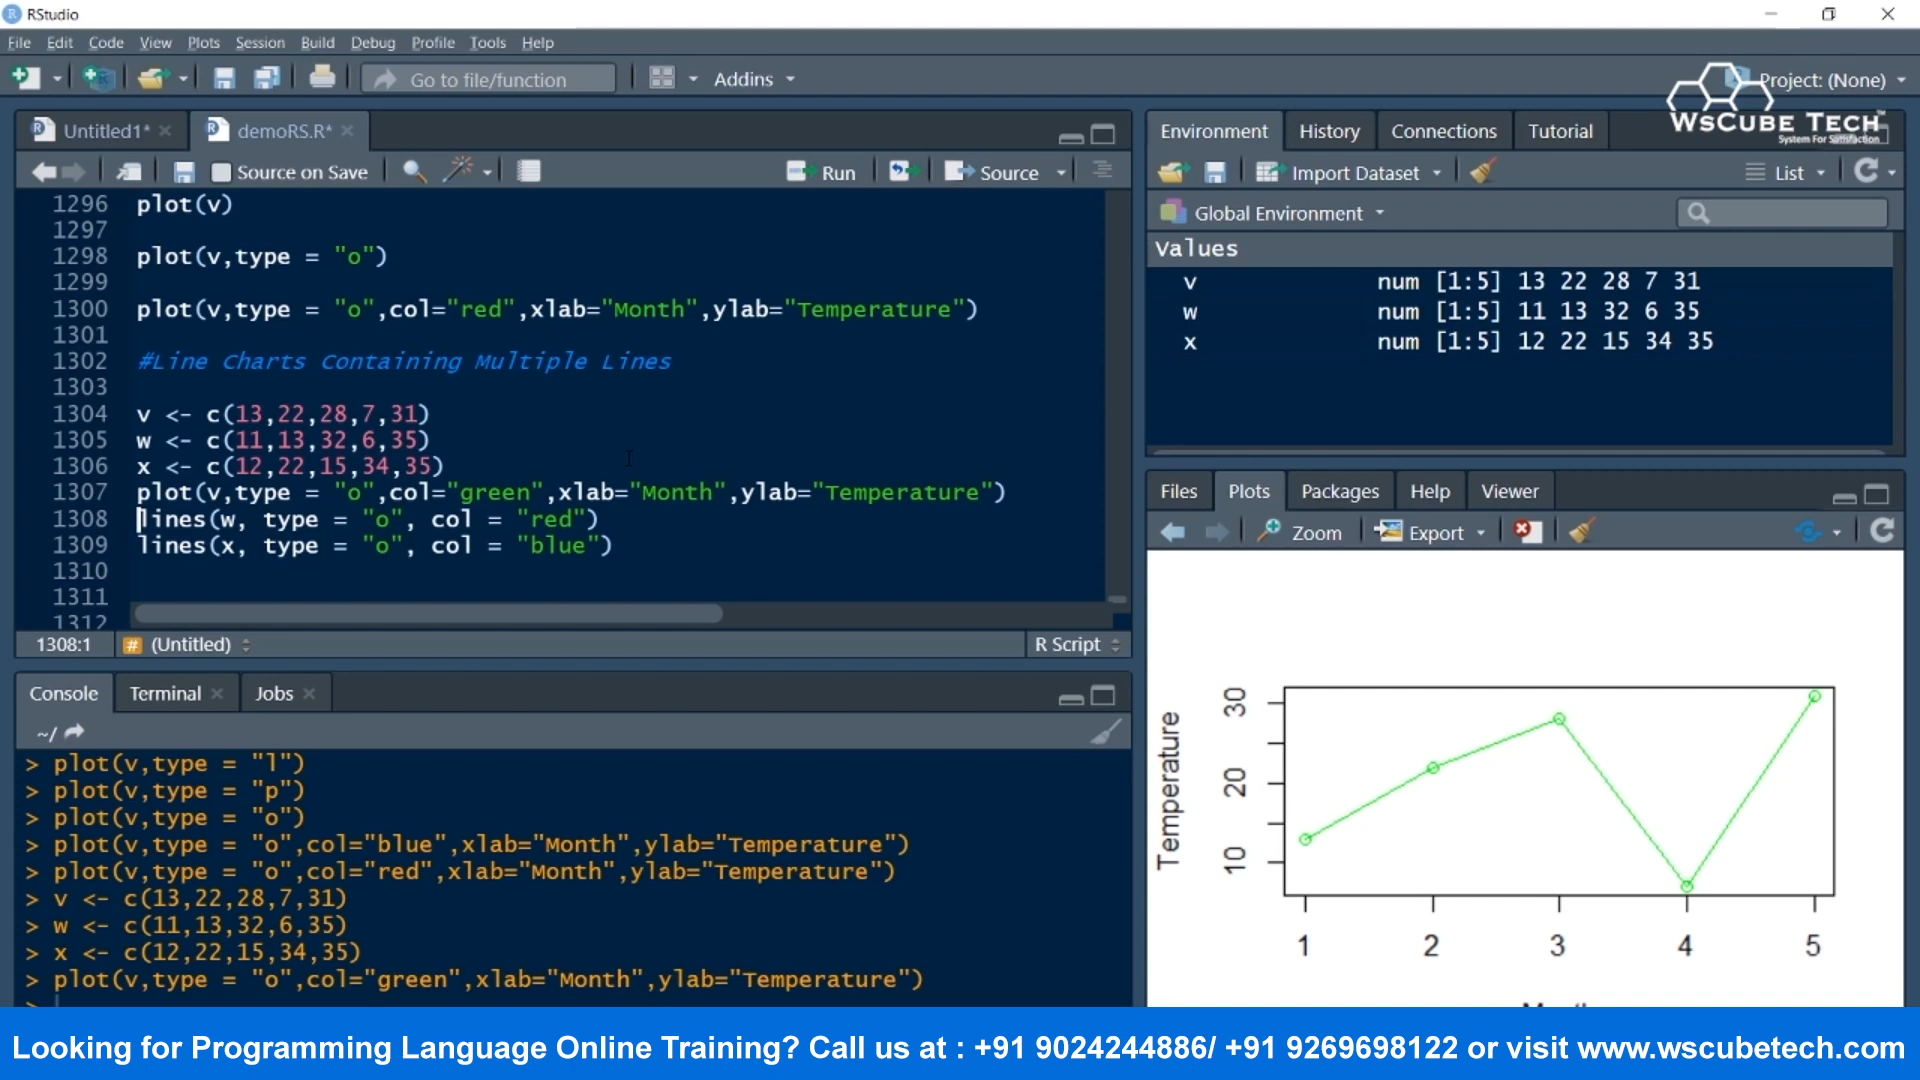 RStudio
File Edit Code View Plots Session Build Debug Profile Tools Help
Go to file/function Addins Project: (None)
WsCube Tech
System For Satisfaction
Untitled1* demoRS.R*
Source on Save Run Source
1296 plot(v)
1297
1298 plot(v,type = "o")
1299
1300 plot(v,type = "o",col="red",xlab="Month",ylab="Temperature")
1301
1302 #Line Charts Containing Multiple Lines
1303
1304 v <- c(13,22,28,7,31)
1305 w <- c(11,13,32,6,35)
1306 x <- c(12,22,15,34,35)
1307 plot(v,type = "o",col="green",xlab="Month",ylab="Temperature")
1308 lines(w, type = "o", col = "red")
1309 lines(x, type = "o", col = "blue")
1310
1311
1312
1308:1 # (Untitled) R Script
Console Terminal Jobs
~/
> plot(v,type = "l")
> plot(v,type = "p")
> plot(v,type = "o")
> plot(v,type = "o",col="blue",xlab="Month",ylab="Temperature")
> plot(v,type = "o",col="red",xlab="Month",ylab="Temperature")
> v <- c(13,22,28,7,31)
> w <- c(11,13,32,6,35)
> x <- c(12,22,15,34,35)
> plot(v,type = "o",col="green",xlab="Month",ylab="Temperature")
>
Environment History Connections Tutorial
Import Dataset List
Global Environment
Values
v num [1:5] 13 22 28 7 31
w num [1:5] 11 13 32 6 35
x num [1:5] 12 22 15 34 35
Files Plots Packages Help Viewer
Zoom Export
Temperature
30
20
10
1 2 3 4 5
Looking for Programming Language Online Training? Call us at : +91 9024244886/ +91 9269698122 or visit www.wscubetech.com